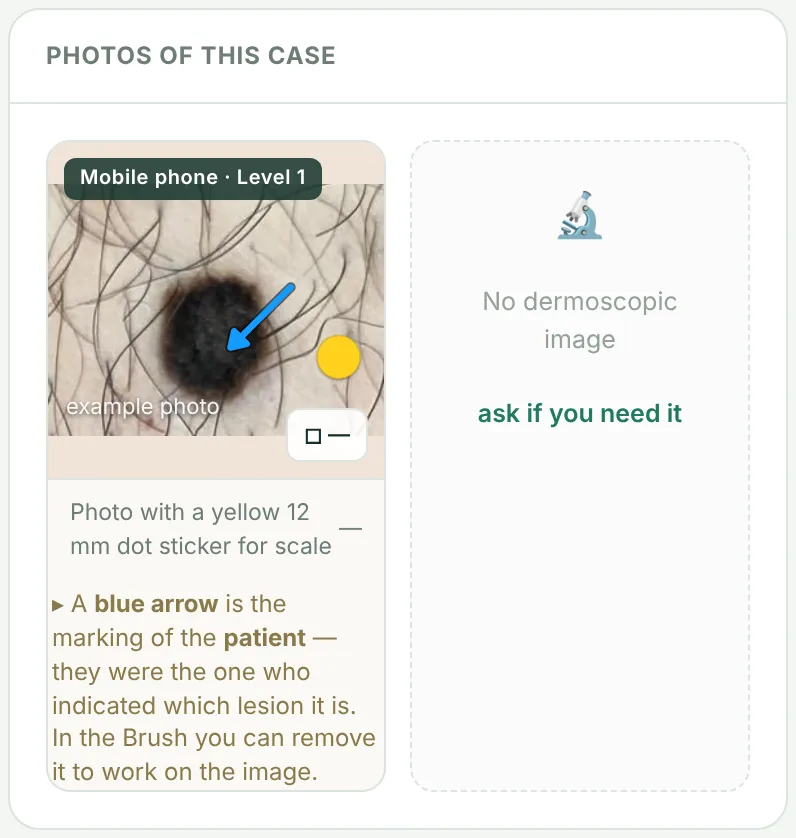 PHOTOS OF THIS CASE
Mobile phone · Level 1
example photo
Photo with a yellow 12
mm dot sticker for scale
—
▸ A blue arrow is the
marking of the patient —
they were the one who
indicated which lesion it is.
In the Brush you can remove
it to work on the image.
No dermoscopic
image
ask if you need it